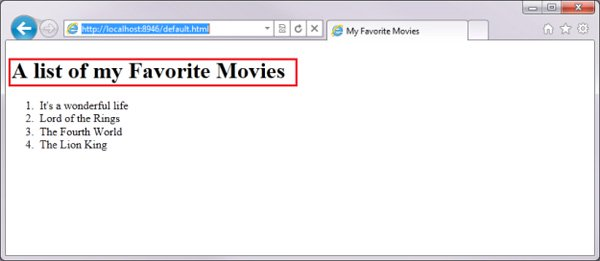 http://localhost:8946/default.html
My Favorite Movies
A list of my Favorite Movies
1. It's a wonderful life
2. Lord of the Rings
3. The Fourth World
4. The Lion King